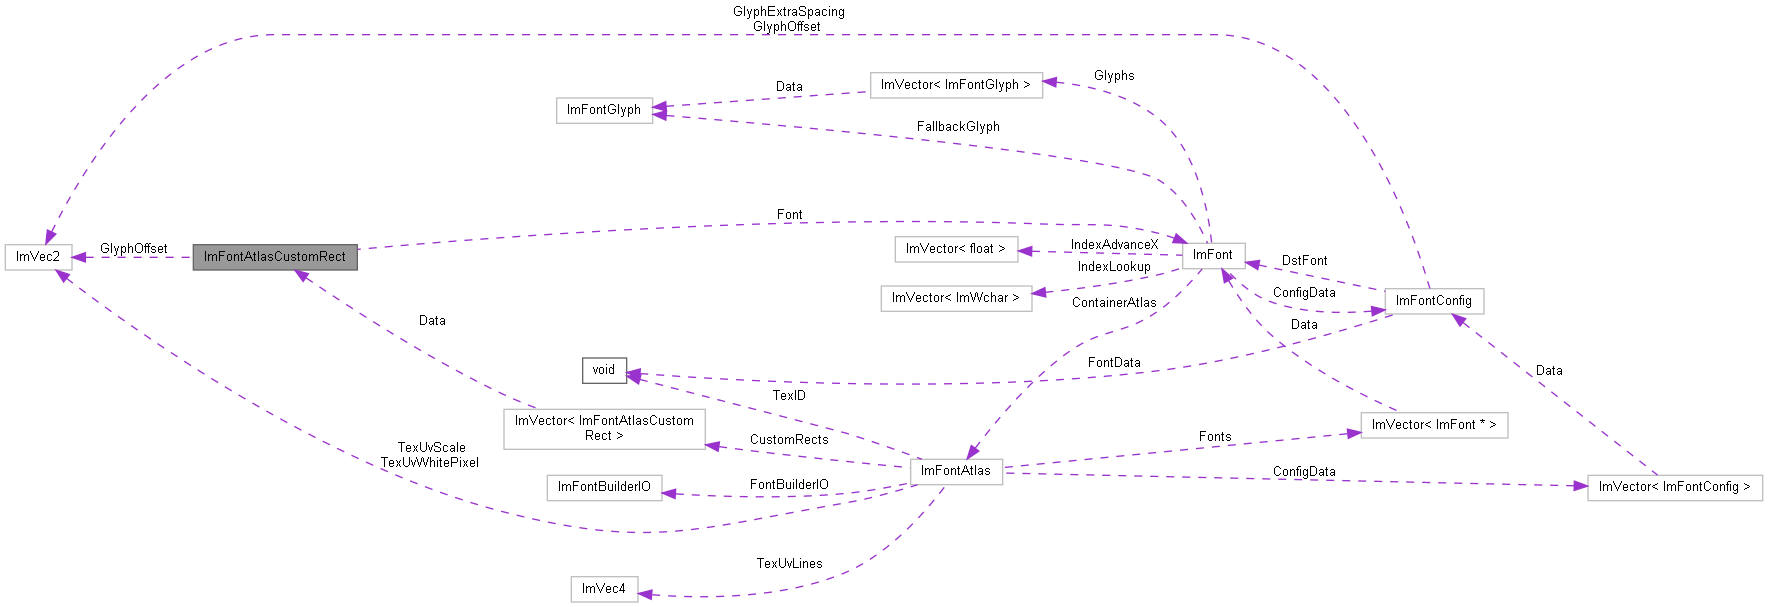 GlyphExtraSpacing
GlyphOffset
Glyphs
ImVector< ImFontGlyph >
Data
ImFontGlyph
FallbackGlyph
Font
GlyphOffset
ImVec2
ImFontAtlasCustomRect
ImVector< float >
IndexAdvanceX
ImFont
IndexLookup
DstFont
ImVector< ImWchar >
ContainerAtlas
ConfigData
ImFontConfig
Data
Data
void
FontData
Data
TexID
ImVector< ImFontAtlasCustom
Rect >
ImVector< ImFont * >
CustomRects
Fonts
TexUvScale
TexUvWhitePixel
ImFontAtlas
ConfigData
ImFontBuilderIO
FontBuilderIO
ImVector< ImFontConfig >
TexUvLines
ImVec4